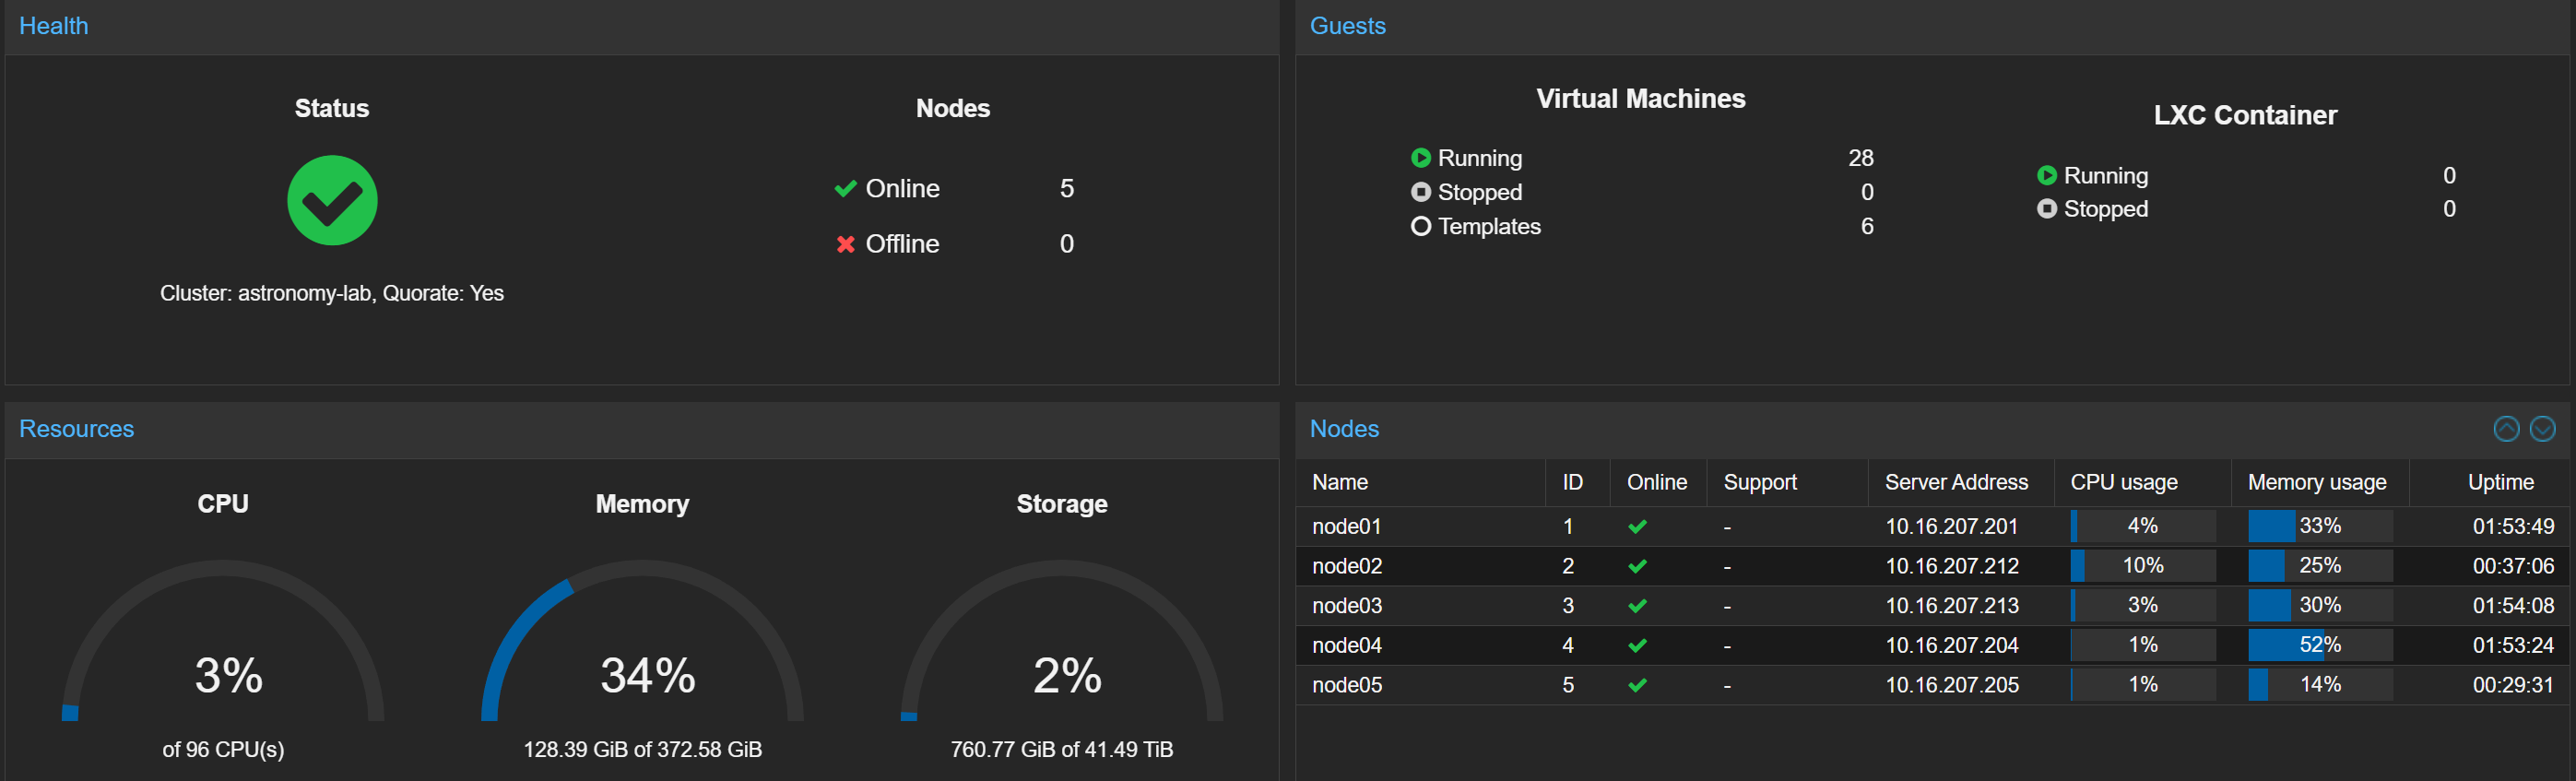 Health
Status
Nodes
Online 5
Offline 0
Cluster: astronomy-lab, Quorate: Yes
Guests
Virtual Machines
Running 28
Stopped 0
Templates 6
LXC Container
Running 0
Stopped 0
Resources
CPU
3%
of 96 CPU(s)
Memory
34%
128.39 GiB of 372.58 GiB
Storage
2%
760.77 GiB of 41.49 TiB
Nodes
Name ID Online Support Server Address CPU usage Memory usage Uptime
node01 1 - 10.16.207.201 4% 33% 01:53:49
node02 2 - 10.16.207.212 10% 25% 00:37:06
node03 3 - 10.16.207.213 3% 30% 01:54:08
node04 4 - 10.16.207.204 1% 52% 01:53:24
node05 5 - 10.16.207.205 1% 14% 00:29:31